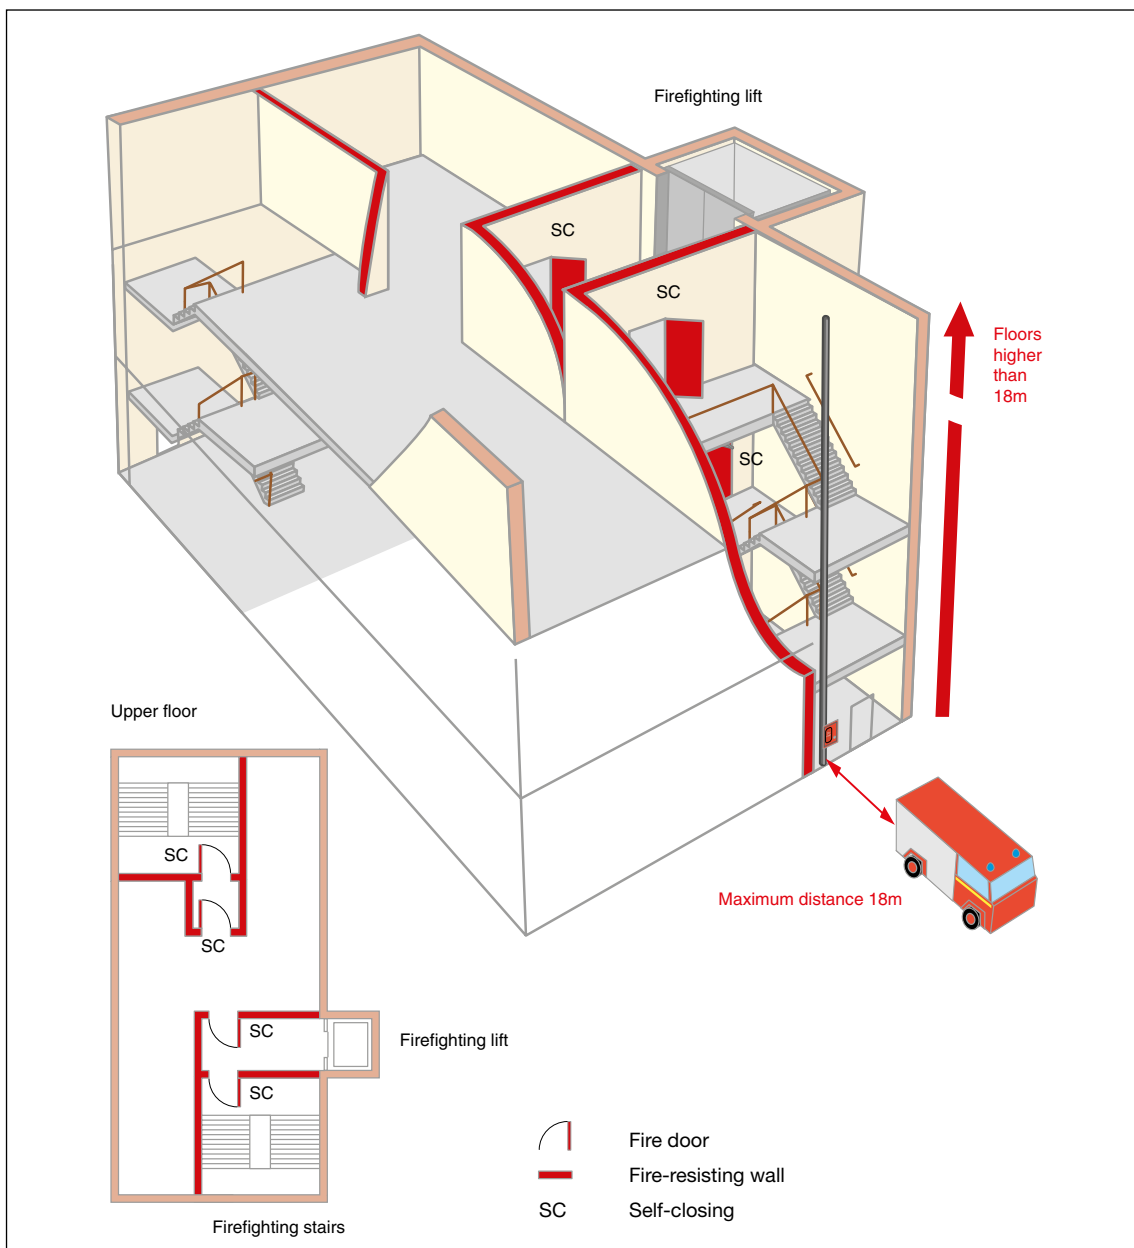 Firefighting lift
SC
SC
Floors
higher
than
18m
SC
Upper floor
SC
Maximum distance 18m
SC
SC
Firefighting lift
SC
Fire door
Fire-resisting wall
SC Self-closing
Firefighting stairs